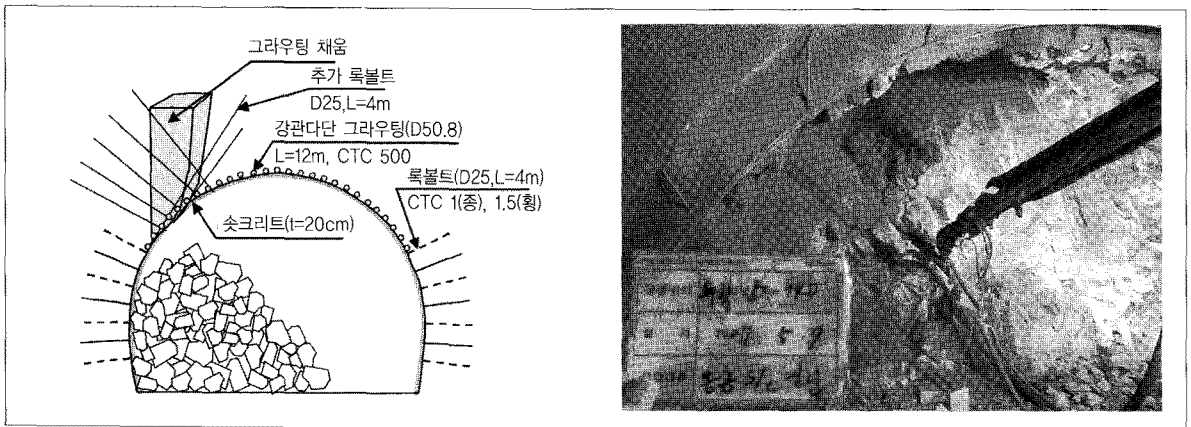 그라우팅 채움
추가 록볼트
D25,L=4m
강관다단 그라우팅(D50.8)
L=12m, CTC 500
록볼트(D25,L=4m)
CTC 1(종), 1.5(횡)
숏크리트(t=20cm)